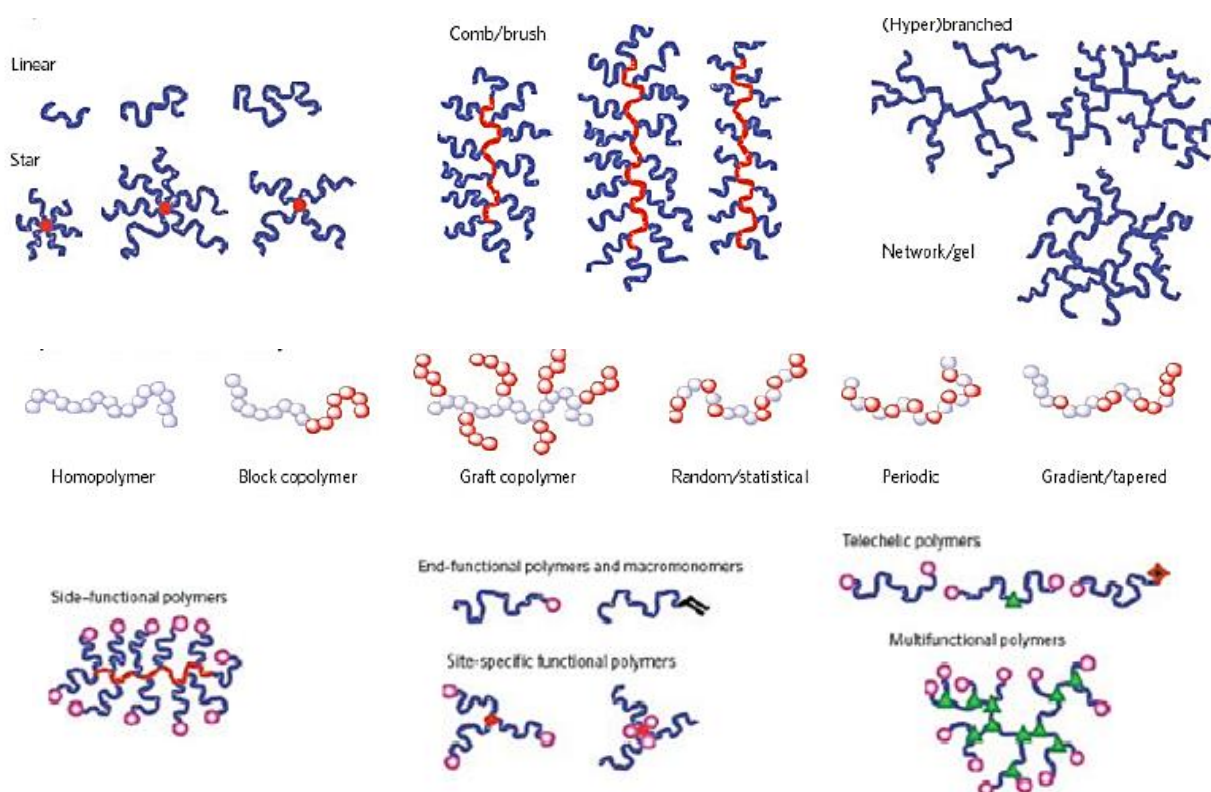 Linear
Star
Comb/brush
(Hyper)branched
Network/gel
Homopolymer
Block copolymer
Graft copolymer
Random/statistical
Periodic
Gradient/tapered
Side-functional polymers
End-functional polymers and macromonomers
Site-specific functional polymers
Telechelic polymers
Multifunctional polymers